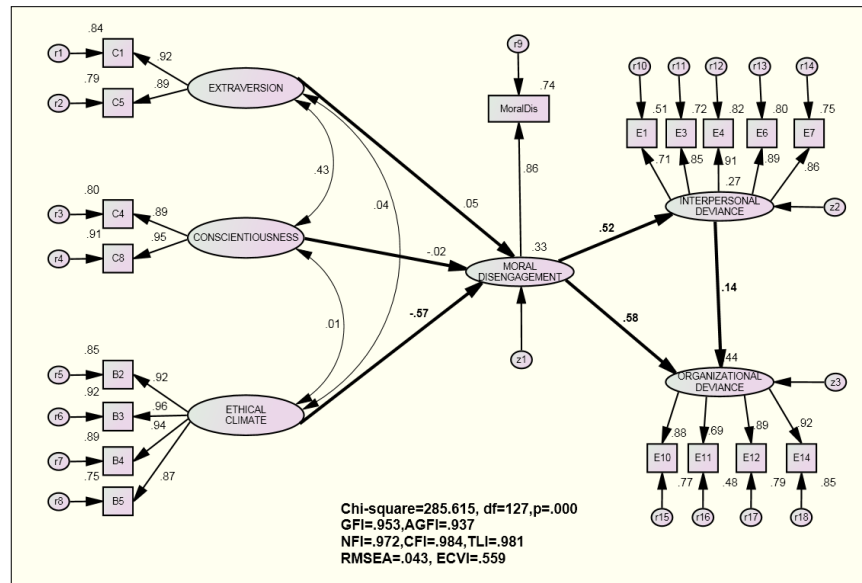 .84
r1
C1
.92
.79
.89
r2
C5
EXTRAVERSION
.43
.04
.05
.80
r3
C4
.89
.91
.95
r4
C8
CONSCIENTIOUSNESS
-.02
.01
.85
r5
B2
.92
.92
r6
B3
.96
.94
.89
r7
B4
.87
.75
r8
B5
ETHICAL
CLIMATE
-.57
r9
.74
MoralDis
.86
.33
MORAL
DISENGAGEMENT
z1
.52
.58
r10
r11
r12
r13
r14
.51
.72
.82
.80
.75
E1
E3
E4
E6
E7
.71
.85
.91
.89
.86
.27
INTERPERSONAL
DEVIANCE
z2
.14
.44
ORGANIZATIONAL
DEVIANCE
z3
.88
.69
.89
.92
E10
E11
E12
E14
.77
.48
.79
.85
r15
r16
r17
r18
Chi-square=285.615, df=127,p=.000
GFI=.953,AGFI=.937
NFI=.972,CFI=.984,TLI=.981
RMSEA=.043, ECVI=.559